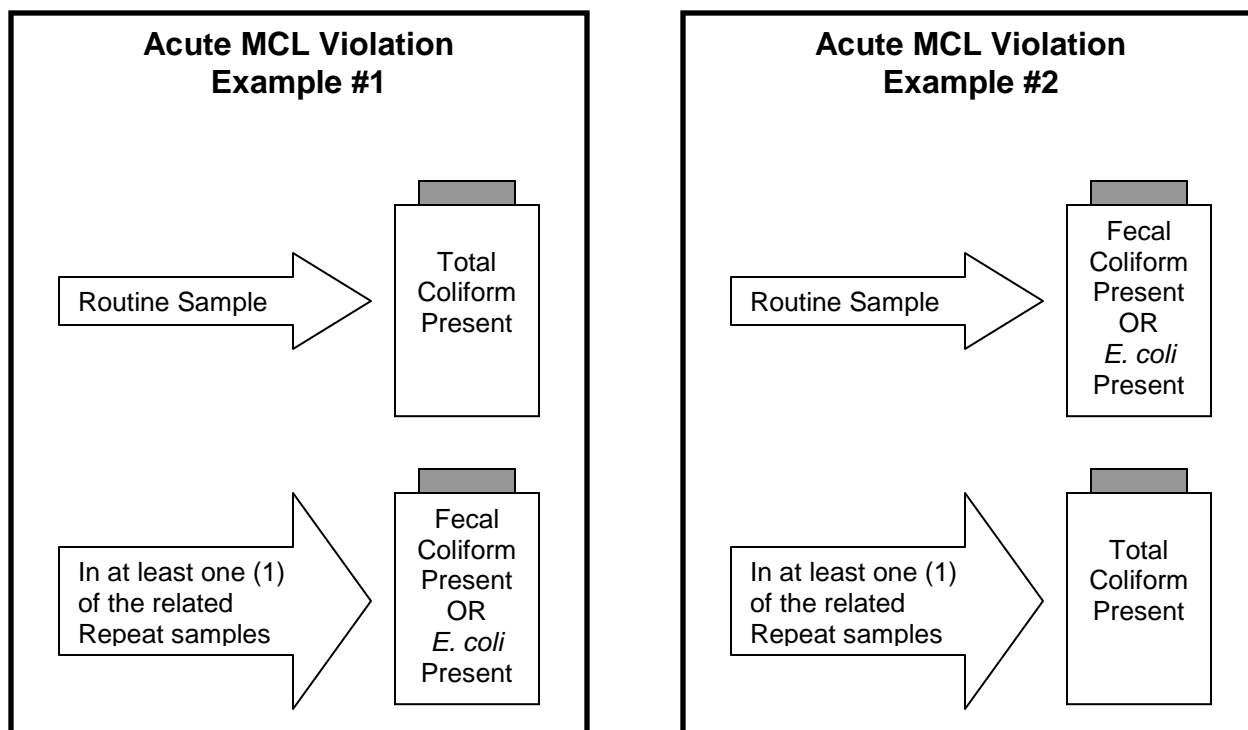 Acute MCL Violation
Example #1
Routine Sample
Total
Coliform
Present
In at least one (1)
of the related
Repeat samples
Fecal
Coliform
Present
OR
E. coli
Present
Acute MCL Violation
Example #2
Routine Sample
Fecal
Coliform
Present
OR
E. coli
Present
In at least one (1)
of the related
Repeat samples
Total
Coliform
Present